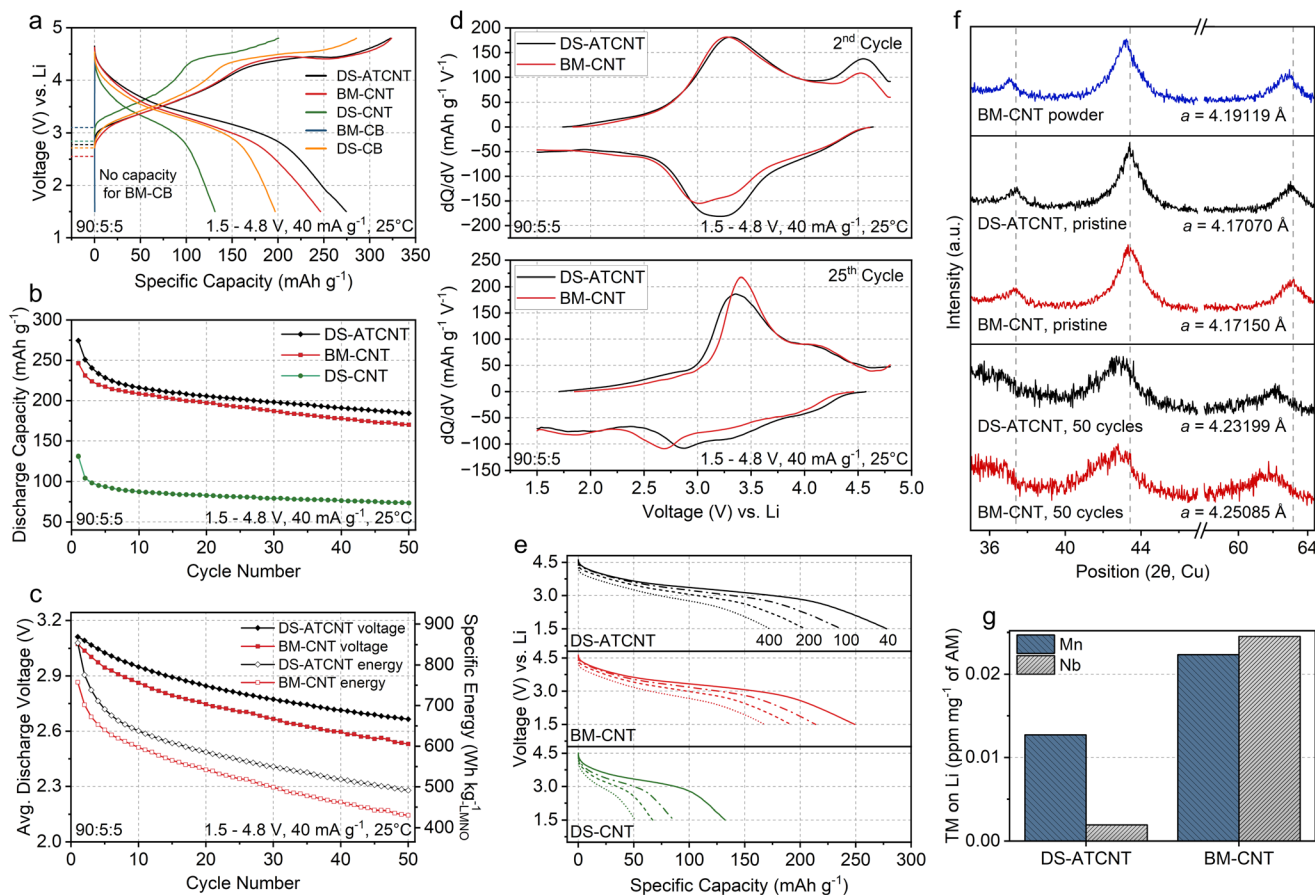 a
Voltage (V) vs. Li
5
4
3
2
1
DS-ATCNT
BM-CNT
DS-CNT
BM-CB
DS-CB
No capacity
for BM-CB
90:5:5
1.5 - 4.8 V, 40 mA g⁻¹, 25°C
0 50 100 150 200 250 300 350
Specific Capacity (mAh g⁻¹)
b
Discharge Capacity (mAh g⁻¹)
300
250
200
150
100
50
DS-ATCNT
BM-CNT
DS-CNT
90:5:5
1.5 - 4.8 V, 40 mA g⁻¹, 25°C
0 10 20 30 40 50
Cycle Number
c
Avg. Discharge Voltage (V)
3.2
2.9
2.6
2.3
2.0
DS-ATCNT voltage
BM-CNT voltage
DS-ATCNT energy
BM-CNT energy
900
800
700
600
500
400
Specific Energy (Wh kg⁻¹LMNO)
90:5:5
1.5 - 4.8 V, 40 mA g⁻¹, 25°C
0 10 20 30 40 50
Cycle Number
d
dQ/dV (mAh g⁻¹ V⁻¹)
200
150
100
50
0
-50
-100
-150
-200
DS-ATCNT
BM-CNT
2nd Cycle
90:5:5
1.5 - 4.8 V, 40 mA g⁻¹, 25°C
dQ/dV (mAh g⁻¹ V⁻¹)
250
200
150
100
50
0
-50
-100
-150
DS-ATCNT
BM-CNT
25th Cycle
90:5:5
1.5 - 4.8 V, 40 mA g⁻¹, 25°C
1.5 2.0 2.5 3.0 3.5 4.0 4.5 5.0
Voltage (V) vs. Li
e
Voltage (V) vs. Li
4.5
3.0
1.5
DS-ATCNT
400 200 100 40
4.5
3.0
1.5
BM-CNT
4.5
3.0
1.5
DS-CNT
0 50 100 150 200 250 300
Specific Capacity (mAh g⁻¹)
f
Intensity (a.u.)
BM-CNT powder
a = 4.19119 Å
DS-ATCNT, pristine
a = 4.17070 Å
BM-CNT, pristine
a = 4.17150 Å
DS-ATCNT, 50 cycles
a = 4.23199 Å
BM-CNT, 50 cycles
a = 4.25085 Å
36 40 44 60 64
Position (2θ, Cu)
g
TM on Li (ppm mg⁻¹ of AM)
0.02
0.01
0.00
Mn
Nb
DS-ATCNT BM-CNT